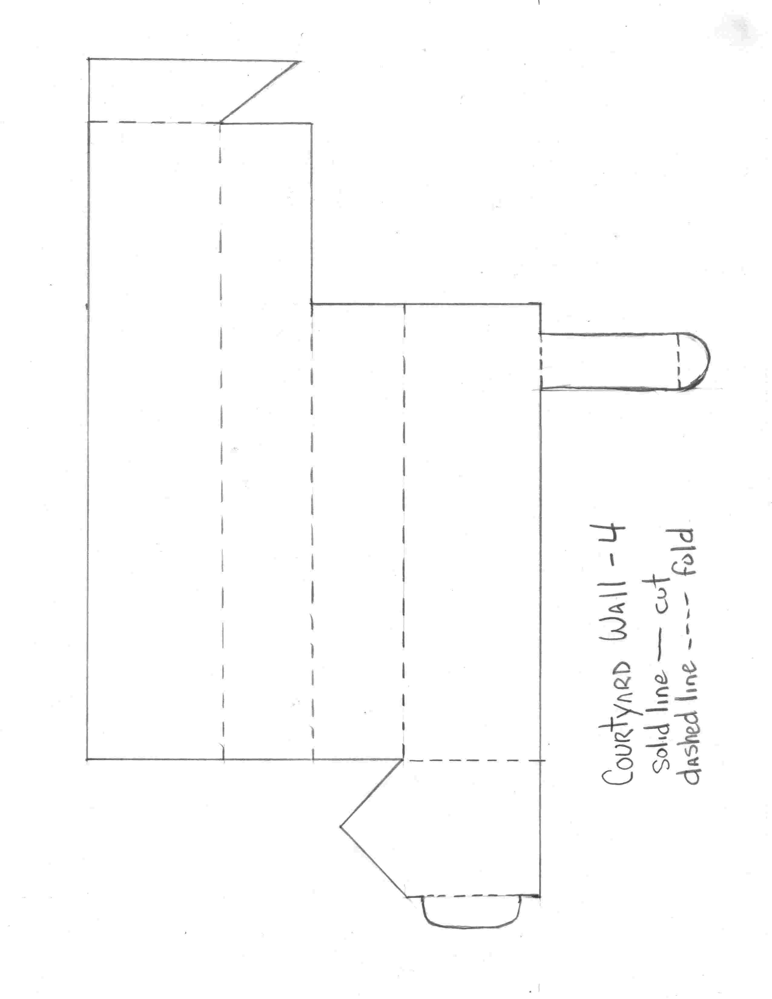 COURtYARD WAll - 4
Solid line — cut
dAshed line ---- fold